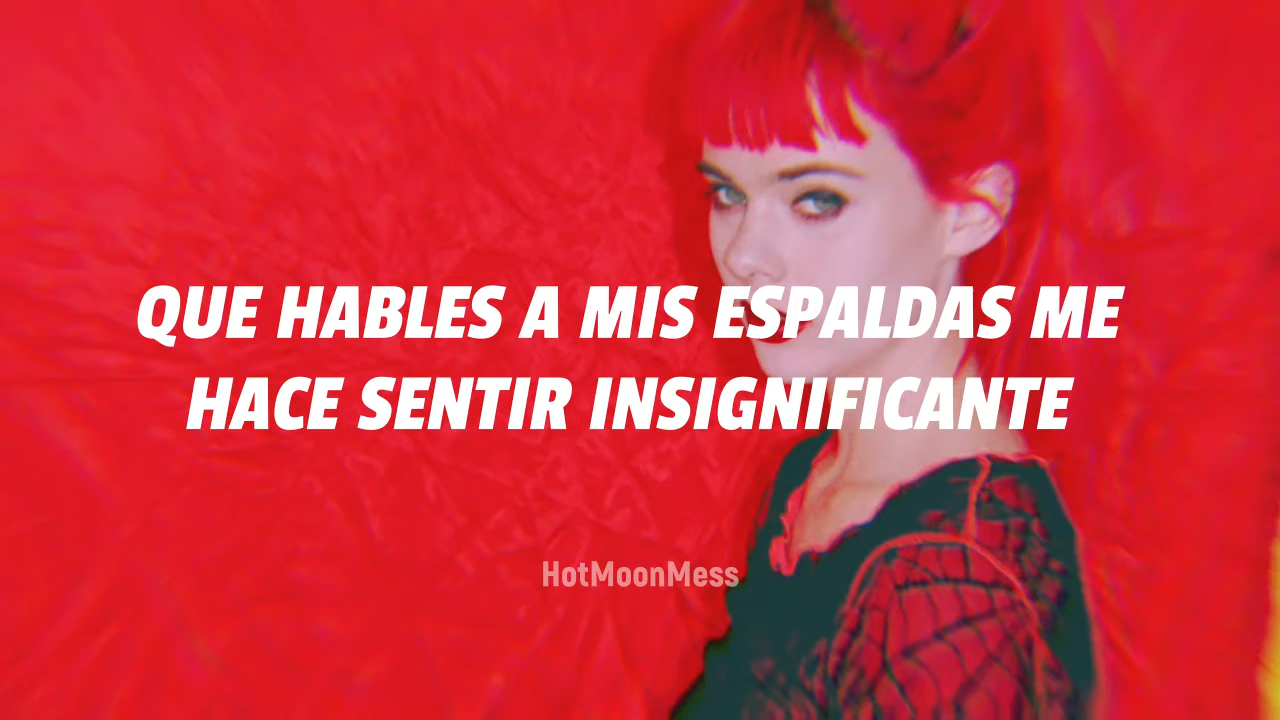 QUE HABLES A MIS ESPALDAS ME
HACE SENTIR INSIGNIFICANTE
HotMoonMess